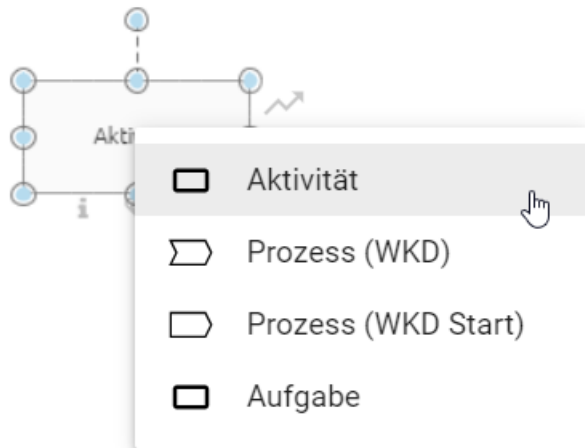 Akti
Aktivität
Prozess (WKD)
Prozess (WKD Start)
Aufgabe